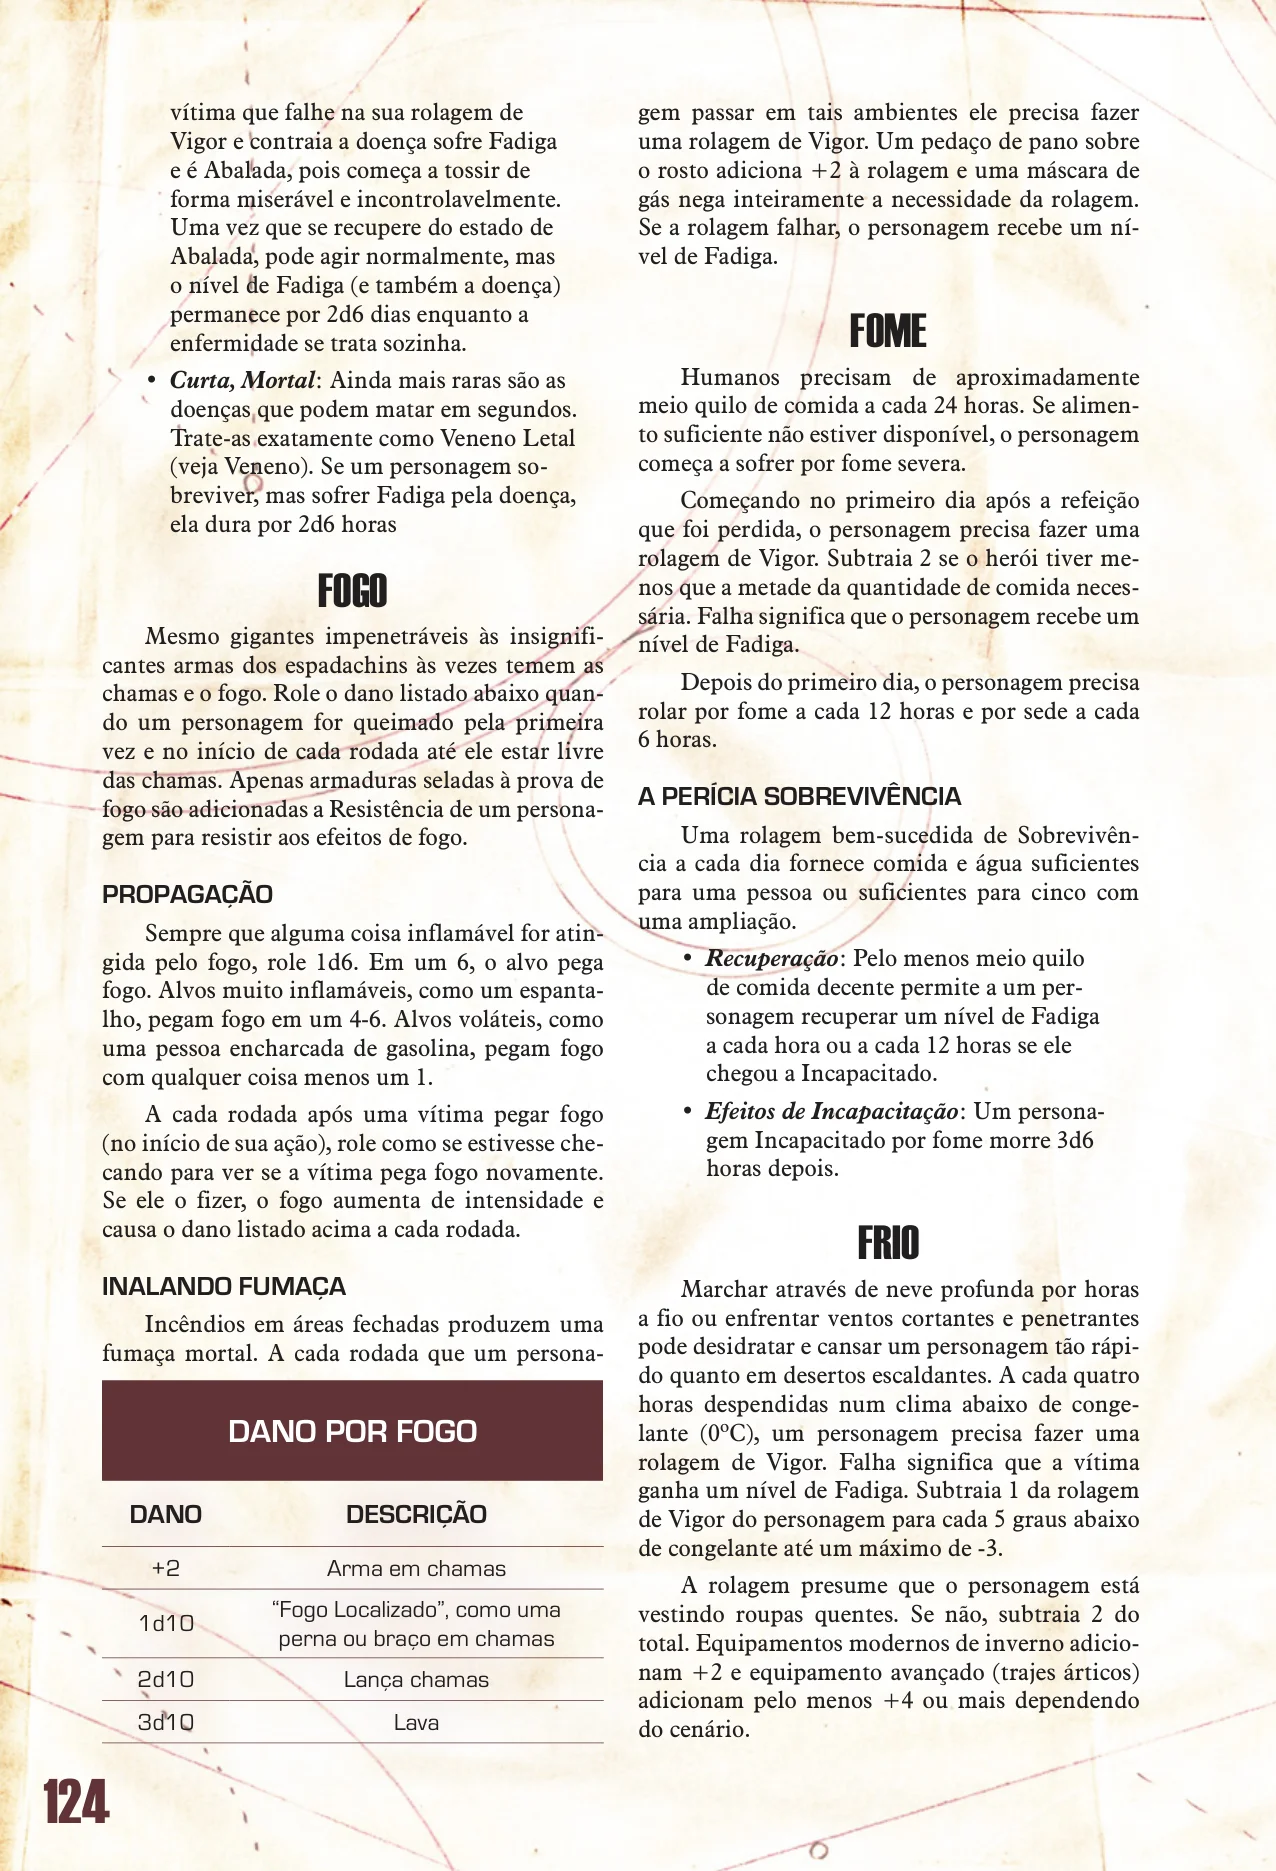 vítima que falhe na sua rolagem de
Vigor e contraia a doença sofre Fadiga
e é Abalada, pois começa a tossir de
forma miserável e incontrolavelmente.
Uma vez que se recupere do estado de
Abalada, pode agir normalmente, mas
o nível de Fadiga (e também a doença)
permanece por 2d6 dias enquanto a
enfermidade se trata sozinha.
• Curta, Mortal: Ainda mais raras são as
doenças que podem matar em segundos.
Trate-as exatamente como Veneno Letal
(veja Veneno). Se um personagem so-
breviver, mas sofrer Fadiga pela doença,
ela dura por 2d6 horas
FOGO
Mesmo gigantes impenetráveis às insignifi-
cantes armas dos espadachins às vezes temem as
chamas e o fogo. Role o dano listado abaixo quan-
do um personagem for queimado pela primeira
vez e no início de cada rodada até ele estar livre
das chamas. Apenas armaduras seladas à prova de
fogo são adicionadas a Resistência de um persona-
gem para resistir aos efeitos de fogo.
PROPAGAÇÃO
Sempre que alguma coisa inflamável for atin-
gida pelo fogo, role 1d6. Em um 6, o alvo pega
fogo. Alvos muito inflamáveis, como um espanta-
lho, pegam fogo em um 4-6. Alvos voláteis, como
uma pessoa encharcada de gasolina, pegam fogo
com qualquer coisa menos um 1.
A cada rodada após uma vítima pegar fogo
(no início de sua ação), role como se estivesse che-
cando para ver se a vítima pega fogo novamente.
Se ele o fizer, o fogo aumenta de intensidade e
causa o dano listado acima a cada rodada.
INALANDO FUMAÇA
Incêndios em áreas fechadas produzem uma
fumaça mortal. A cada rodada que um persona-
DANO POR FOGO
DANO DESCRIÇÃO
+2 Arma em chamas
1d10 “Fogo Localizado”, como uma
perna ou braço em chamas
2d10 Lança chamas
3d10 Lava
124
gem passar em tais ambientes ele precisa fazer
uma rolagem de Vigor. Um pedaço de pano sobre
o rosto adiciona +2 à rolagem e uma máscara de
gás nega inteiramente a necessidade da rolagem.
Se a rolagem falhar, o personagem recebe um ní-
vel de Fadiga.
FOME
Humanos precisam de aproximadamente
meio quilo de comida a cada 24 horas. Se alimen-
to suficiente não estiver disponível, o personagem
começa a sofrer por fome severa.
Começando no primeiro dia após a refeição
que foi perdida, o personagem precisa fazer uma
rolagem de Vigor. Subtraia 2 se o herói tiver me-
nos que a metade da quantidade de comida neces-
sária. Falha significa que o personagem recebe um
nível de Fadiga.
Depois do primeiro dia, o personagem precisa
rolar por fome a cada 12 horas e por sede a cada
6 horas.
A PERÍCIA SOBREVIVÊNCIA
Uma rolagem bem-sucedida de Sobrevivên-
cia a cada dia fornece comida e água suficientes
para uma pessoa ou suficientes para cinco com
uma ampliação.
• Recuperação: Pelo menos meio quilo
de comida decente permite a um per-
sonagem recuperar um nível de Fadiga
a cada hora ou a cada 12 horas se ele
chegou a Incapacitado.
• Efeitos de Incapacitação: Um persona-
gem Incapacitado por fome morre 3d6
horas depois.
FRIO
Marchar através de neve profunda por horas
a fio ou enfrentar ventos cortantes e penetrantes
pode desidratar e cansar um personagem tão rápi-
do quanto em desertos escaldantes. A cada quatro
horas despendidas num clima abaixo de conge-
lante (0ºC), um personagem precisa fazer uma
rolagem de Vigor. Falha significa que a vítima
ganha um nível de Fadiga. Subtraia 1 da rolagem
de Vigor do personagem para cada 5 graus abaixo
de congelante até um máximo de -3.
A rolagem presume que o personagem está
vestindo roupas quentes. Se não, subtraia 2 do
total. Equipamentos modernos de inverno adicio-
nam +2 e equipamento avançado (trajes árticos)
adicionam pelo menos +4 ou mais dependendo
do cenário.